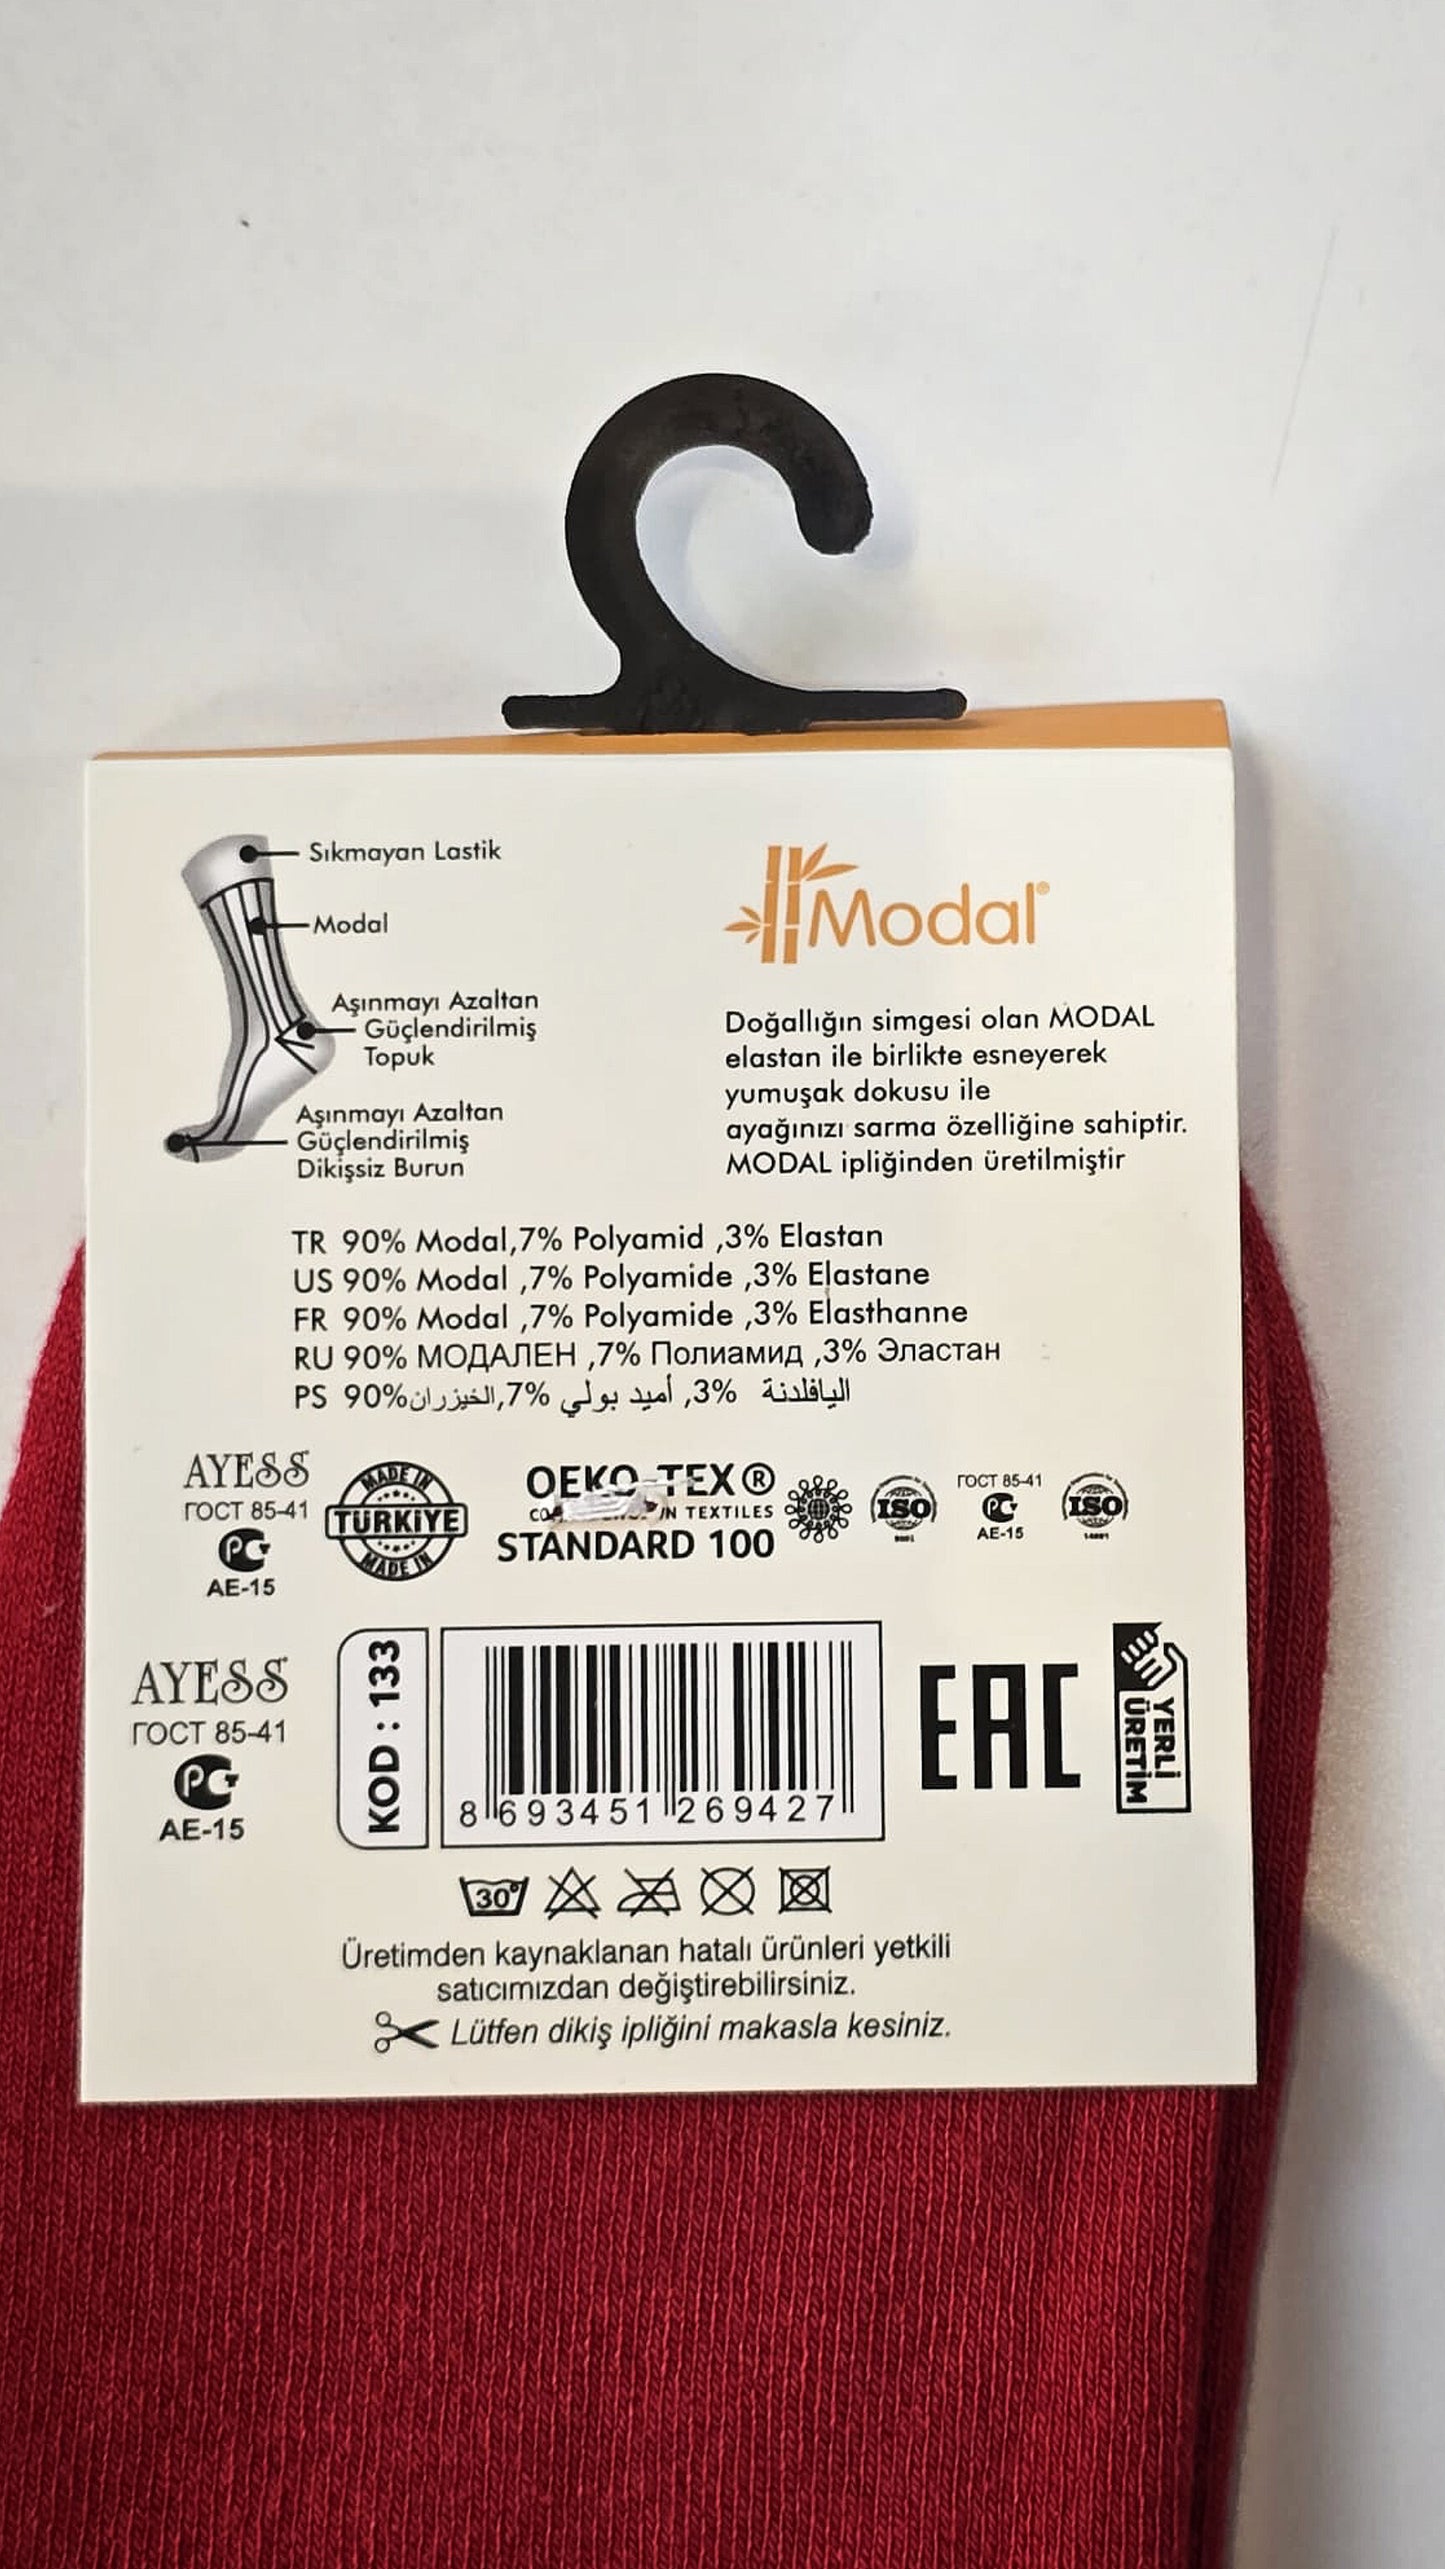 Sıkmayan Lastik
Modal
Aşınmayı Azaltan
Güçlendirilmiş
Topuk
Aşınmayı Azaltan
Güçlendirilmiş
Dikişsiz Burun
Modal®
Doğallığın simgesi olan MODAL
elastan ile birlikte esneyerek
yumuşak dokusu ile
ayağınızı sarma özelliğine sahiptir.
MODAL ipliğinden üretilmiştir
TR 90% Modal,7% Polyamid ,3% Elastan
US 90% Modal ,7% Polyamide ,3% Elastane
FR 90% Modal ,7% Polyamide ,3% Elasthanne
RU 90% МОДАЛЕН ,7% Полиамид ,3% Эластан
PS 90%الخيزران,7% أميد بولي ,3% اليافلدنة
AYESS
ГОСТ 85-41
PC
AE-15
MADE IN
TÜRKİYE
MADE IN
OEKO-TEX®
IN TEXTILES
STANDARD 100
ISO
9001
ГОСТ 85-41
PC
AE-15
ISO
14001
AYESS
ГОСТ 85-41
PC
AE-15
KOD : 133
8 693451 269427
EAC
YERLİ
ÜRETİM
30°
Üretimden kaynaklanan hatalı ürünleri yetkili
satıcımızdan değiştirebilirsiniz.
Lütfen dikiş ipliğini makasla kesiniz.